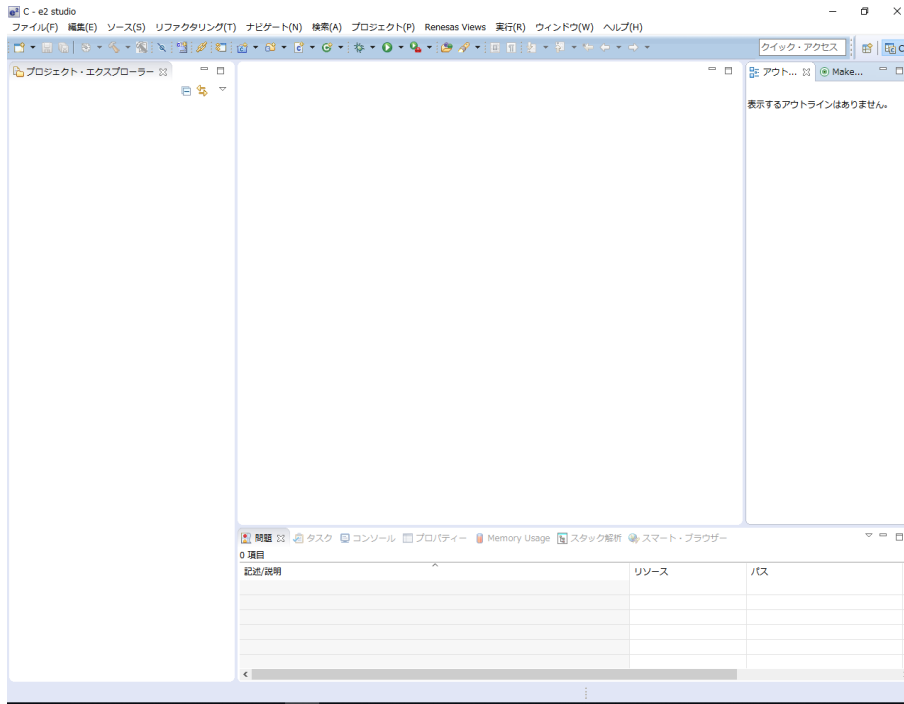 C - e2 studio
ファイル(F) 編集(E) ソース(S) リファクタリング(T) ナビゲート(N) 検索(A) プロジェクト(P) Renesas Views 実行(R) ウィンドウ(W) ヘルプ(H)
クイック・アクセス
プロジェクト・エクスプローラー
アウト... Make...
表示するアウトラインはありません。
問題 タスク コンソール プロパティー Memory Usage スタック解析 スマート・ブラウザー
0 項目
記述/説明 リソース パス